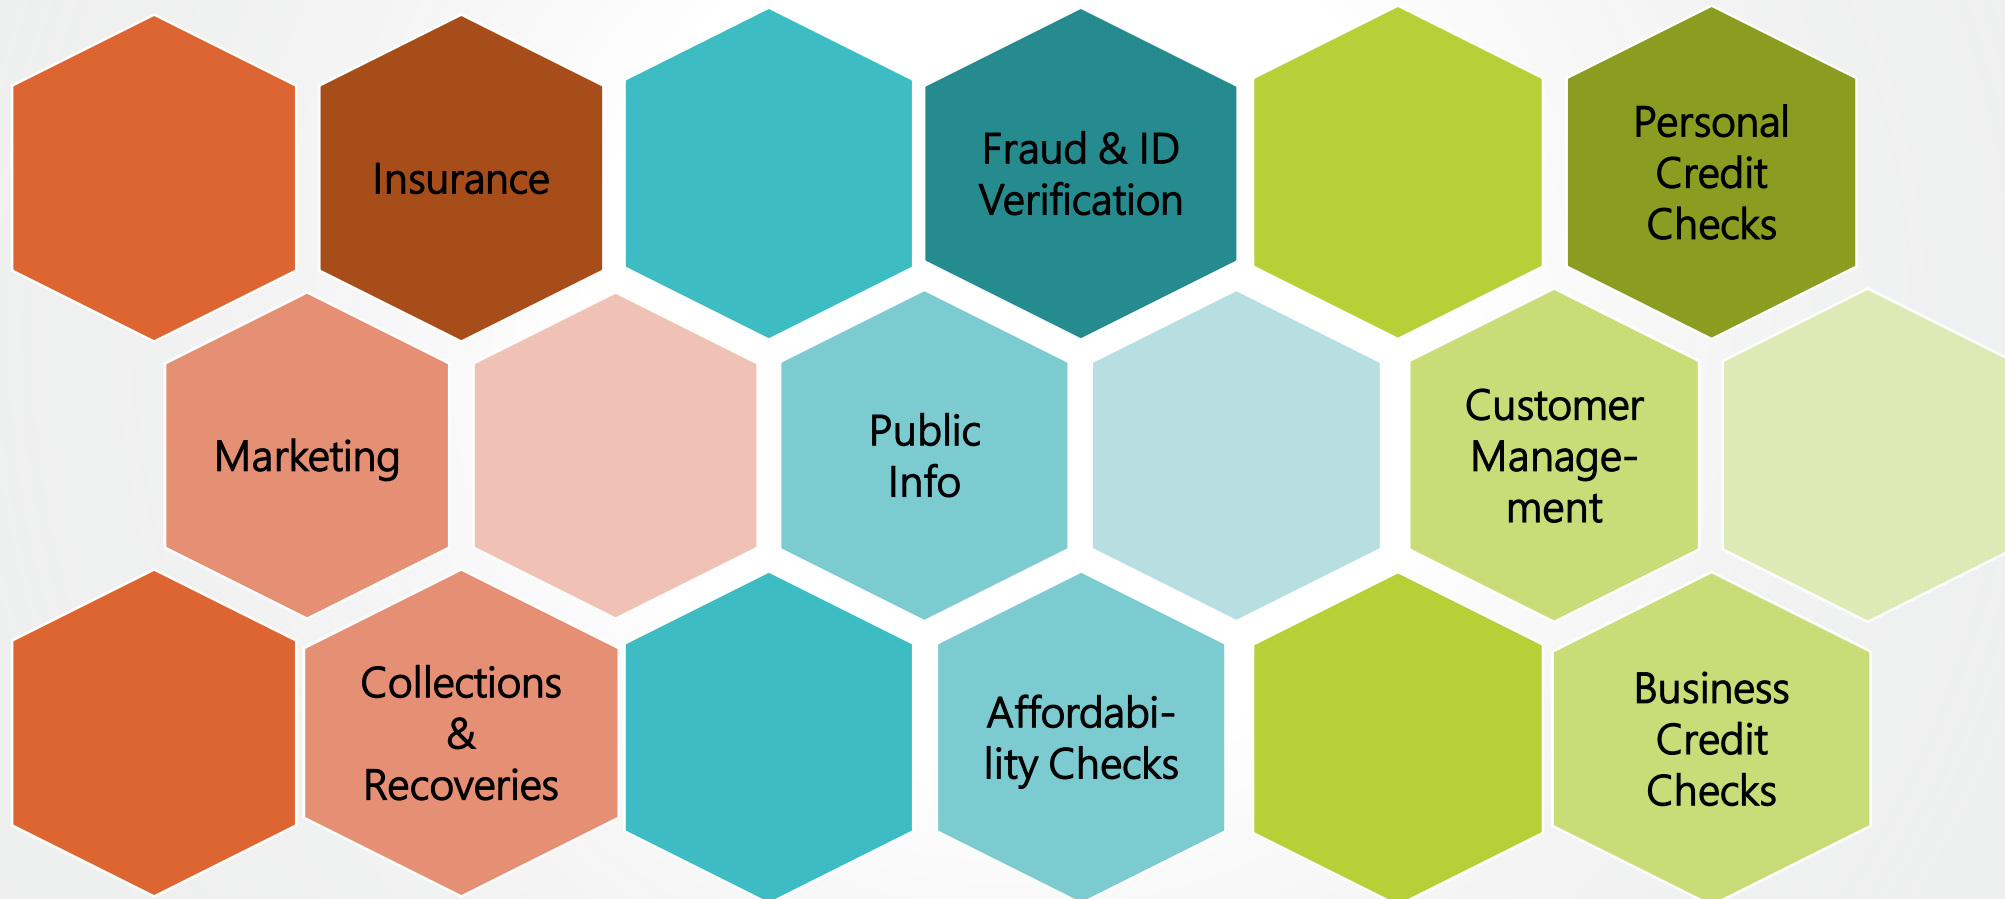 Insurance
Fraud & ID
Verification
Personal
Credit
Checks
Marketing
Public
Info
Customer
Manage-
ment
Collections
&
Recoveries
Affordabi-
lity Checks
Business
Credit
Checks